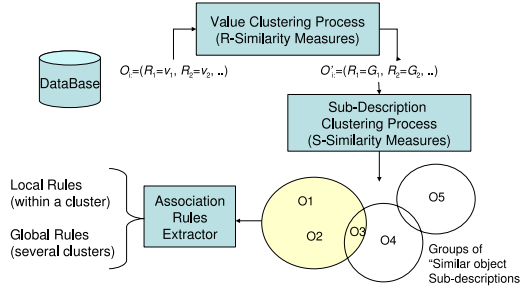 Value Clustering Process
(R-Similarity Measures)
DataBase
Oi:=(R1=v1, R2=v2, ..)
O'i:=(R1=G1, R2=G2, ..)
Sub-Description
Clustering Process
(S-Similarity Measures)
Local Rules
(within a cluster)
Global Rules
(several clusters)
Association
Rules
Extractor
O1
O2
O3
O4
O5
Groups of
“Similar object
Sub-descriptions